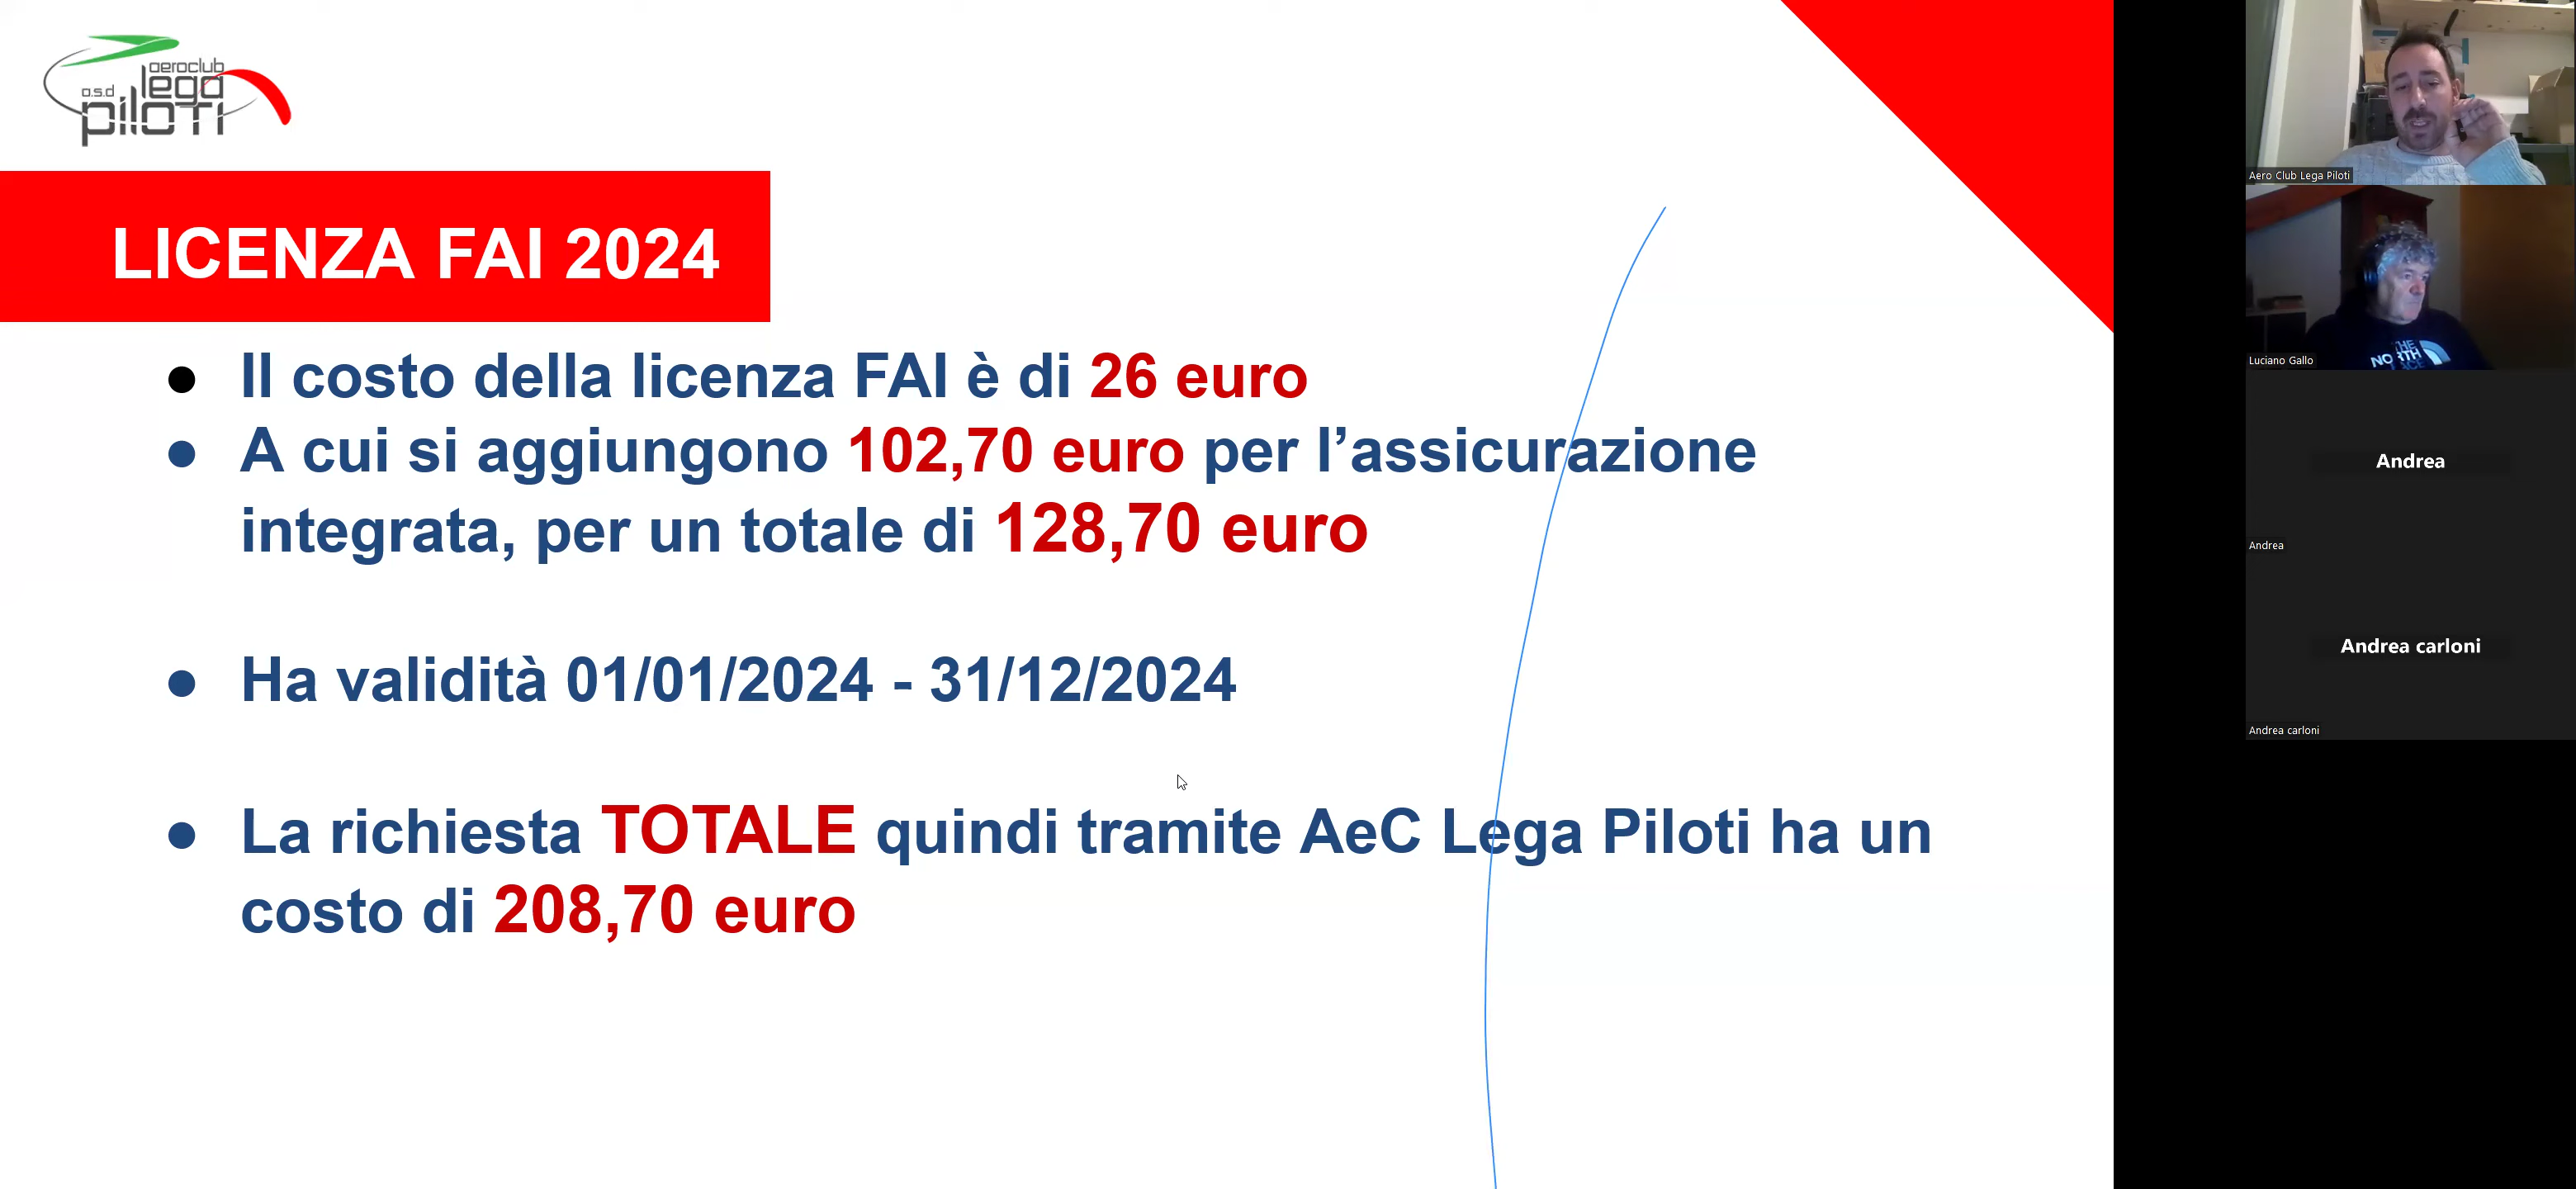 aeroclub
a.s.d lega
piloti
LICENZA FAI 2024
● Il costo della licenza FAI è di 26 euro
● A cui si aggiungono 102,70 euro per l’assicurazione
integrata, per un totale di 128,70 euro
● Ha validità 01/01/2024 - 31/12/2024
● La richiesta TOTALE quindi tramite AeC Lega Piloti ha un
costo di 208,70 euro
Aero Club Lega Piloti
THE
NORTH
Luciano Gallo
Andrea
Andrea
Andrea carloni
Andrea carloni